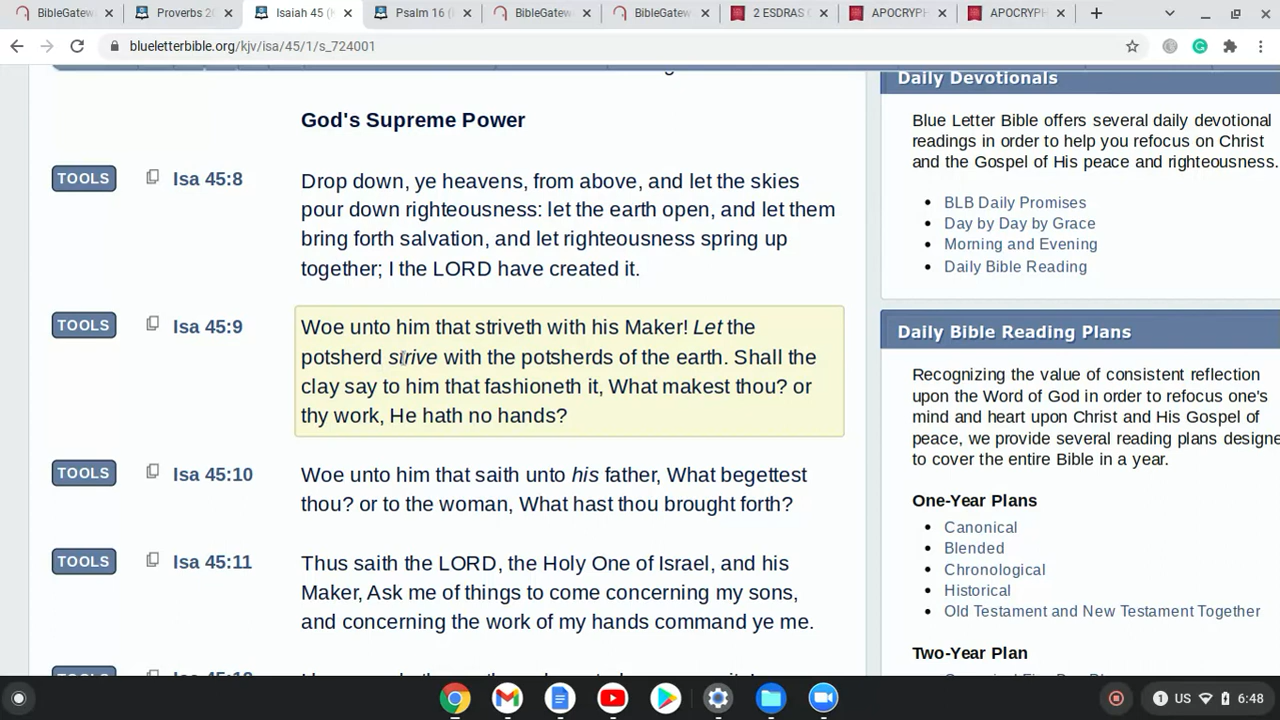 BibleGatew
Proverbs 20
Isaiah 45 (
Psalm 16 (
BibleGatew
BibleGatew
2 ESDRAS
APOCRYPH
APOCRYPH
blueletterbible.org/kjv/isa/45/1/s_724001
God's Supreme Power
TOOLS
Isa 45:8
Drop down, ye heavens, from above, and let the skies
pour down righteousness: let the earth open, and let them
bring forth salvation, and let righteousness spring up
together; I the LORD have created it.
TOOLS
Isa 45:9
Woe unto him that striveth with his Maker! Let the
potsherd strive with the potsherds of the earth. Shall the
clay say to him that fashioneth it, What makest thou? or
thy work, He hath no hands?
TOOLS
Isa 45:10
Woe unto him that saith unto his father, What begettest
thou? or to the woman, What hast thou brought forth?
TOOLS
Isa 45:11
Thus saith the LORD, the Holy One of Israel, and his
Maker, Ask me of things to come concerning my sons,
and concerning the work of my hands command ye me.
Daily Devotionals
Blue Letter Bible offers several daily devotional
readings in order to help you refocus on Christ
and the Gospel of His peace and righteousness.
BLB Daily Promises
Day by Day by Grace
Morning and Evening
Daily Bible Reading
Daily Bible Reading Plans
Recognizing the value of consistent reflection
upon the Word of God in order to refocus one's
mind and heart upon Christ and His Gospel of
peace, we provide several reading plans designe
to cover the entire Bible in a year.
One-Year Plans
Canonical
Blended
Chronological
Historical
Old Testament and New Testament Together
Two-Year Plan
1 US 6:48